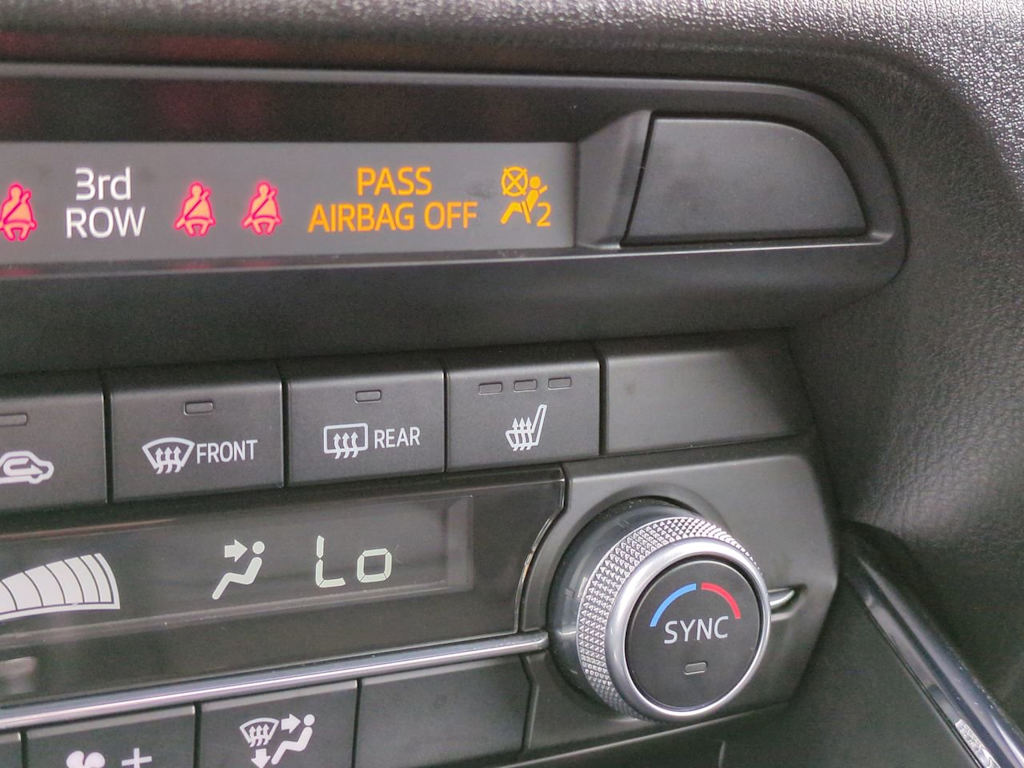 3rd
ROW
PASS
AIRBAG OFF
2
FRONT
REAR
Lo
SYNC
+